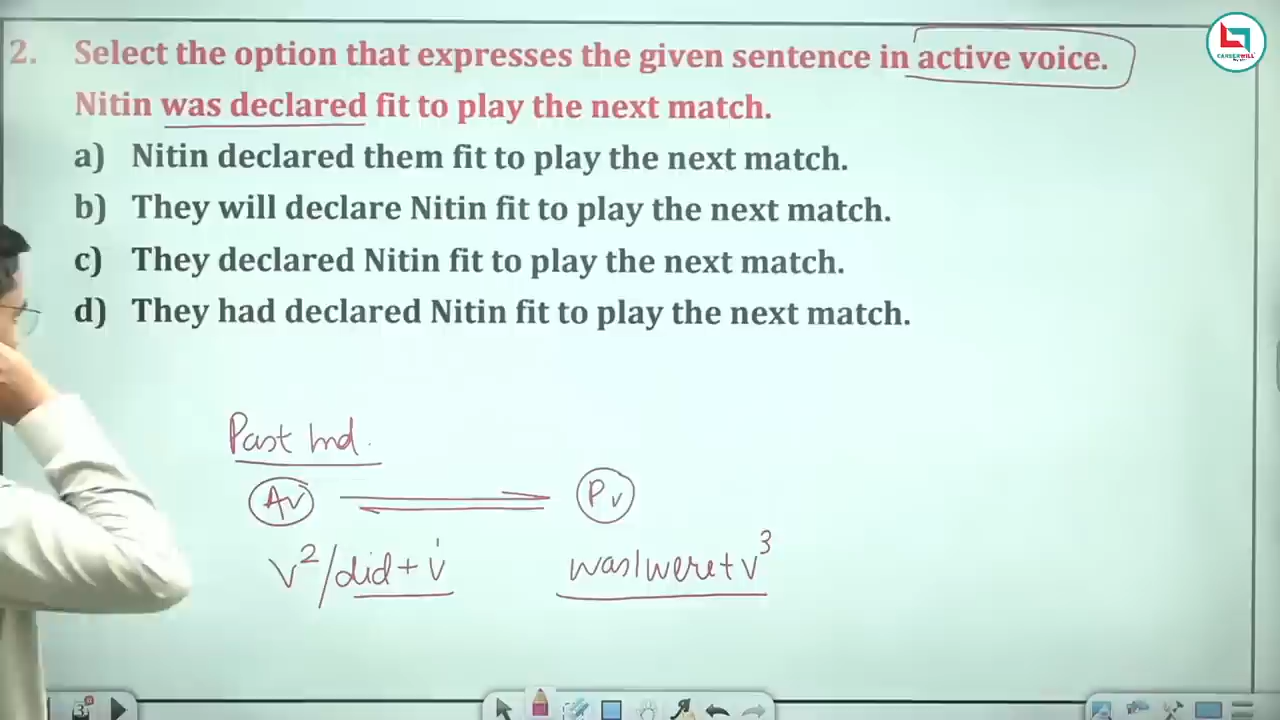 2. Select the option that expresses the given sentence in active voice.
Nitin was declared fit to play the next match.
a) Nitin declared them fit to play the next match.
b) They will declare Nitin fit to play the next match.
c) They declared Nitin fit to play the next match.
d) They had declared Nitin fit to play the next match.
Past Ind.
Av Pv
v2/did+v1 was/were+v3
CAREERWILL